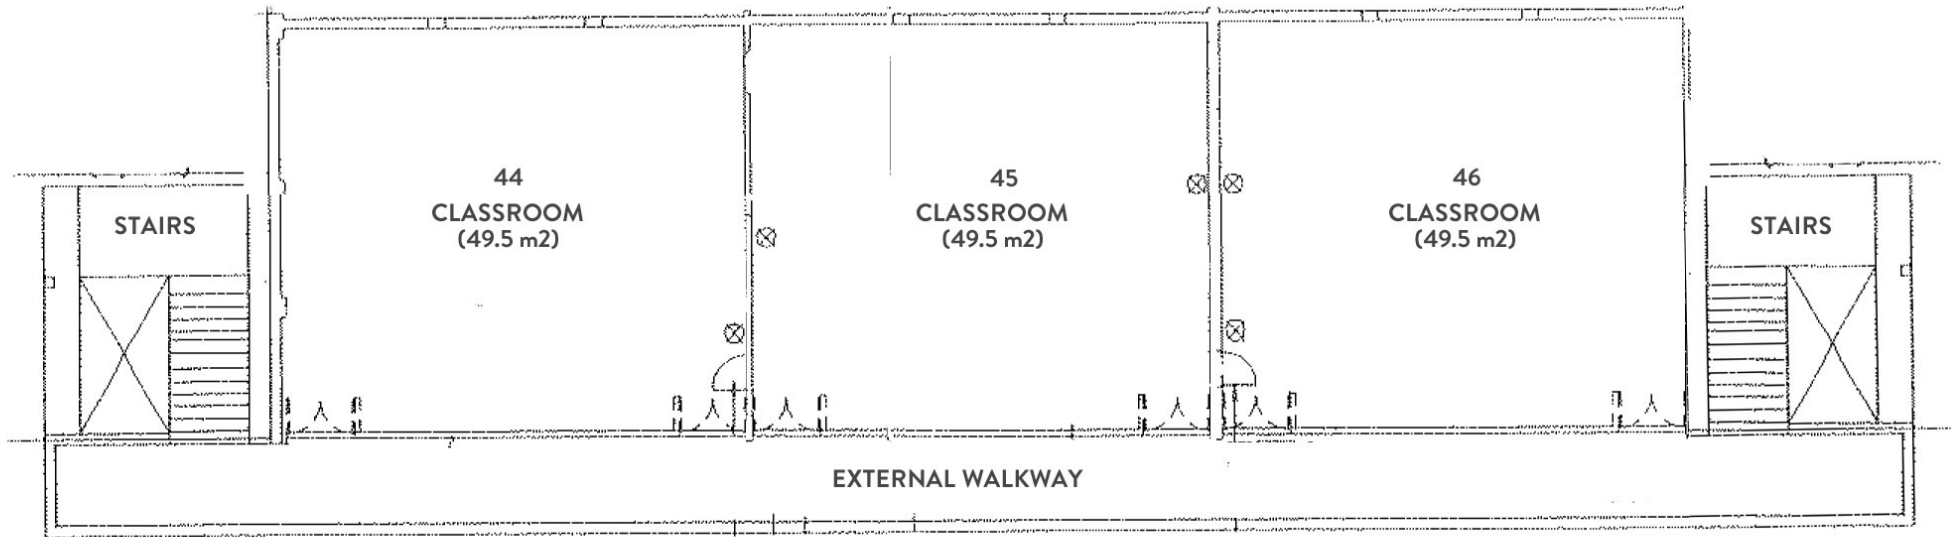 44
CLASSROOM
(49.5 m2)
45
CLASSROOM
(49.5 m2)
46
CLASSROOM
(49.5 m2)
STAIRS
STAIRS
EXTERNAL WALKWAY